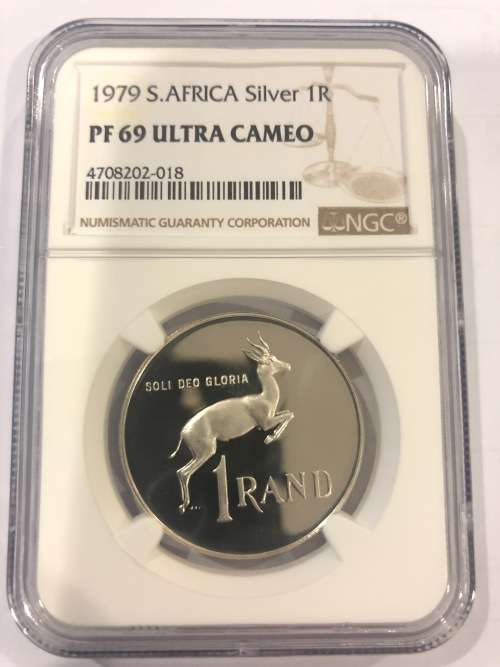 1979 S.AFRICA Silver 1R
PF 69 ULTRA CAMEO
4708202-018
NUMISMATIC GUARANTY CORPORATION
NGC®
SOLI DEO GLORIA
1 RAND